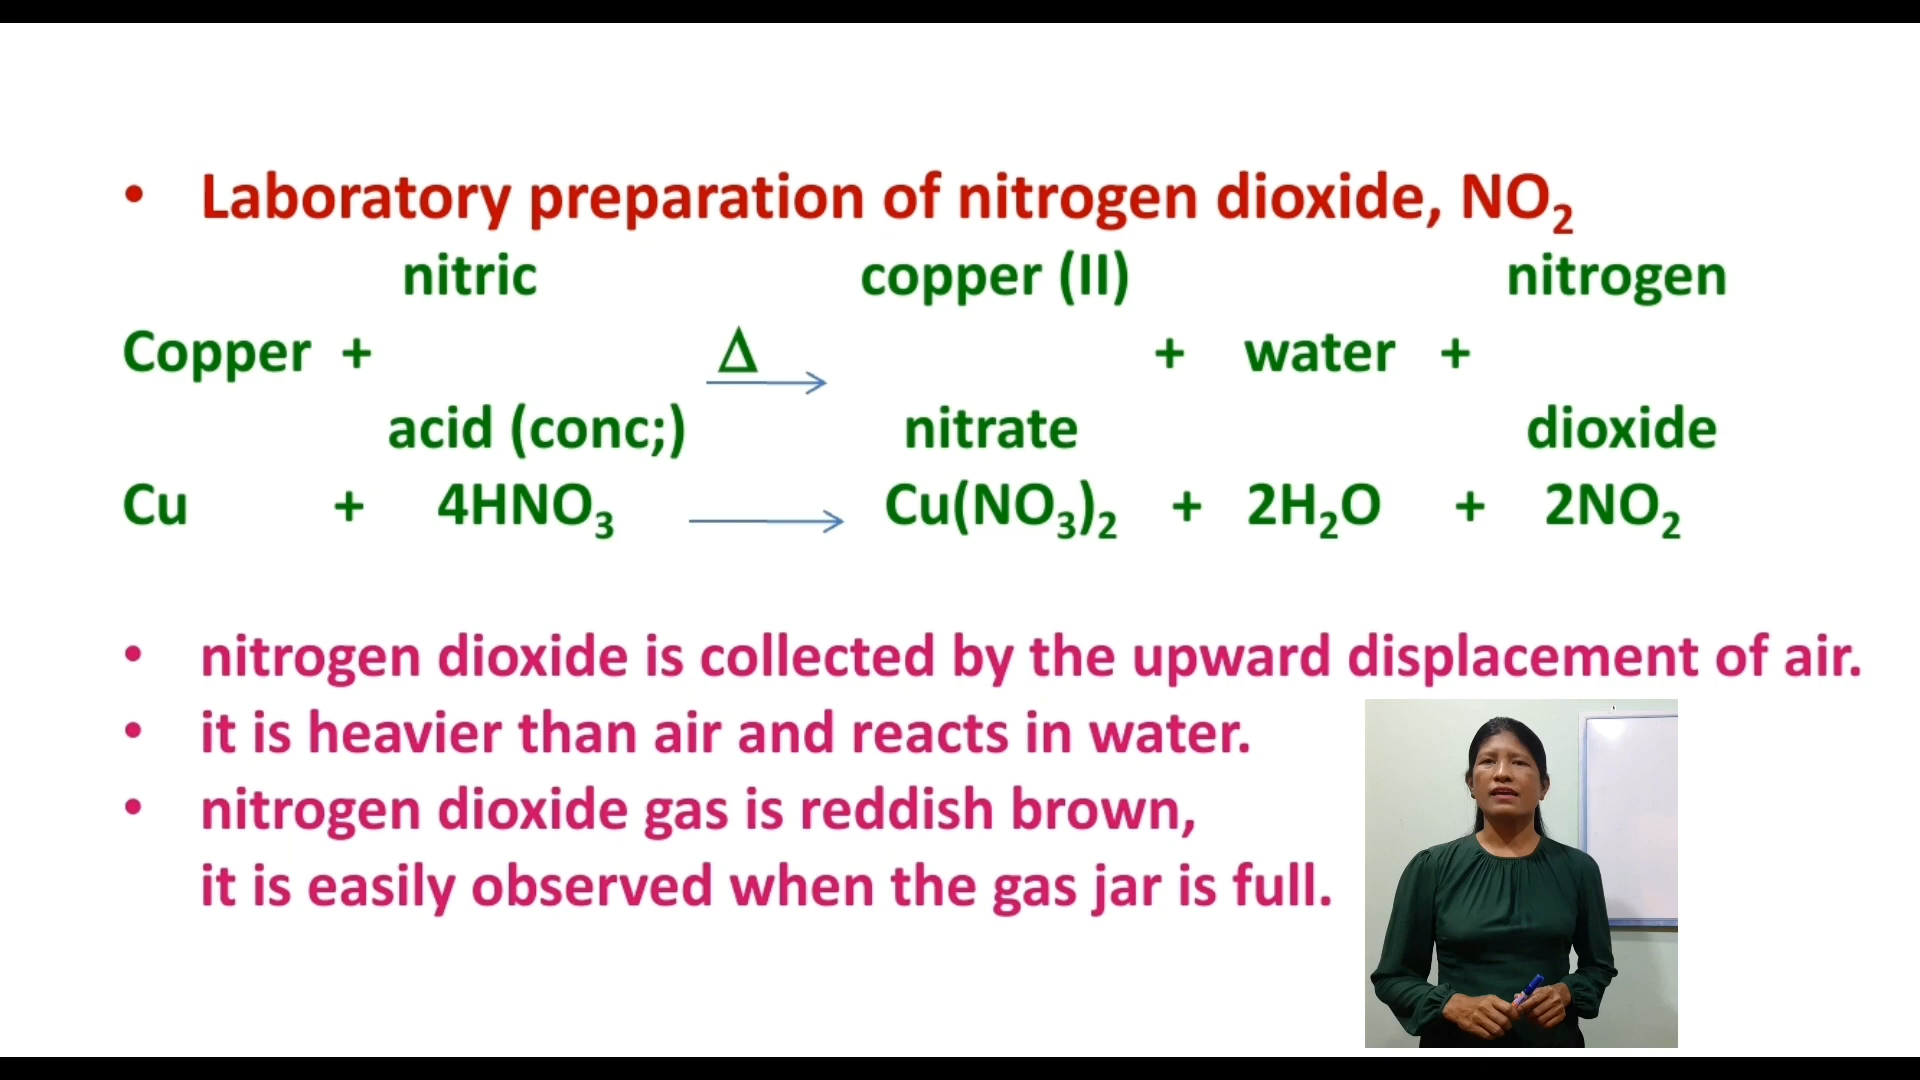 • Laboratory preparation of nitrogen dioxide, NO₂
nitric copper (II) nitrogen
Copper + Δ + water +
acid (conc;) nitrate dioxide
Cu + 4HNO₃ → Cu(NO₃)₂ + 2H₂O + 2NO₂
• nitrogen dioxide is collected by the upward displacement of air.
• it is heavier than air and reacts in water.
• nitrogen dioxide gas is reddish brown,
it is easily observed when the gas jar is full.